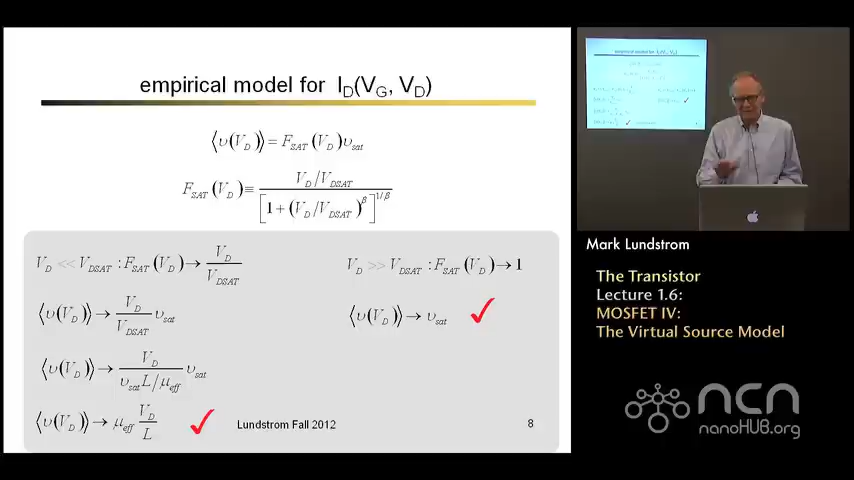 empirical model for I_D(V_G, V_D)
⟨υ(V_D)⟩ = F_SAT(V_D)υ_sat
F_SAT(V_D) ≡ (V_D/V_DSAT) / [1 + (V_D/V_DSAT)^β]^1/β
V_D << V_DSAT : F_SAT(V_D) → V_D / V_DSAT
⟨υ(V_D)⟩ → (V_D / V_DSAT) υ_sat
⟨υ(V_D)⟩ → (V_D / (υ_sat L/μ_eff)) υ_sat
⟨υ(V_D)⟩ → μ_eff V_D / L ✓
V_D >> V_DSAT : F_SAT(V_D) → 1
⟨υ(V_D)⟩ → υ_sat ✓
Lundstrom Fall 2012
8
Mark Lundstrom
The Transistor
Lecture 1.6:
MOSFET IV:
The Virtual Source Model
ncn
nanoHUB.org